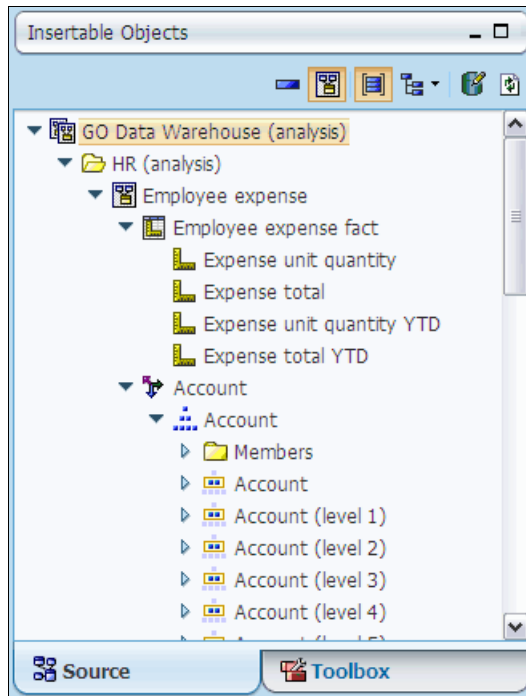 Insertable Objects
GO Data Warehouse (analysis)
HR (analysis)
Employee expense
Employee expense fact
Expense unit quantity
Expense total
Expense unit quantity YTD
Expense total YTD
Account
Account
Members
Account
Account (level 1)
Account (level 2)
Account (level 3)
Account (level 4)
Source
Toolbox